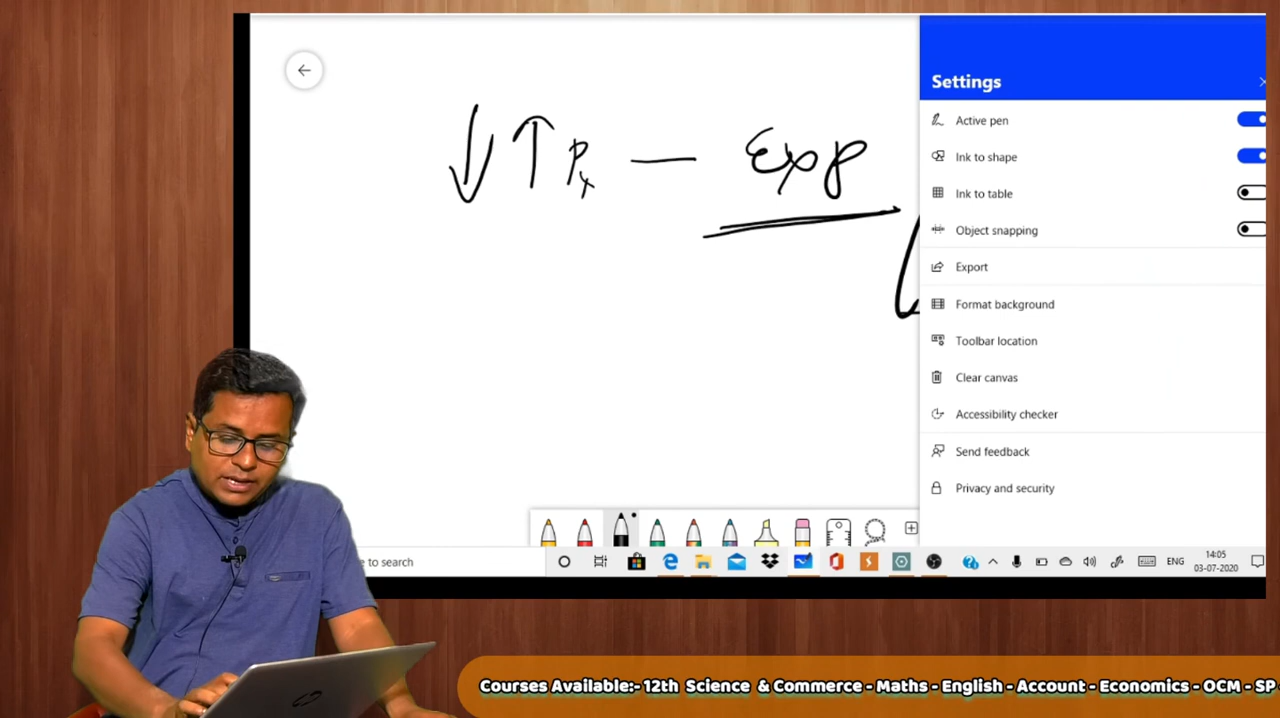 Settings
Active pen
Ink to shape
Ink to table
Object snapping
Export
Format background
Toolbar location
Clear canvas
Accessibility checker
Send feedback
Privacy and security
↓ ↑ Px — Exp
e to search
ENG
14:05
03-07-2020
Courses Available:- 12th Science & Commerce - Maths - English - Account - Economics - OCM - SP